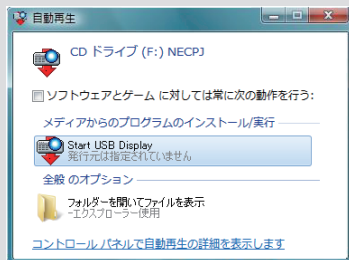 自動再生
CD ドライブ (F:) NECPJ
ソフトウェアとゲーム に対しては常に次の動作を行う:
メディアからのプログラムのインストール/実行
Start USB Display
発行元は指定されていません
全般 のオプション
フォルダーを開いてファイルを表示
-エクスプローラー使用
コントロール パネルで自動再生の詳細を表示します